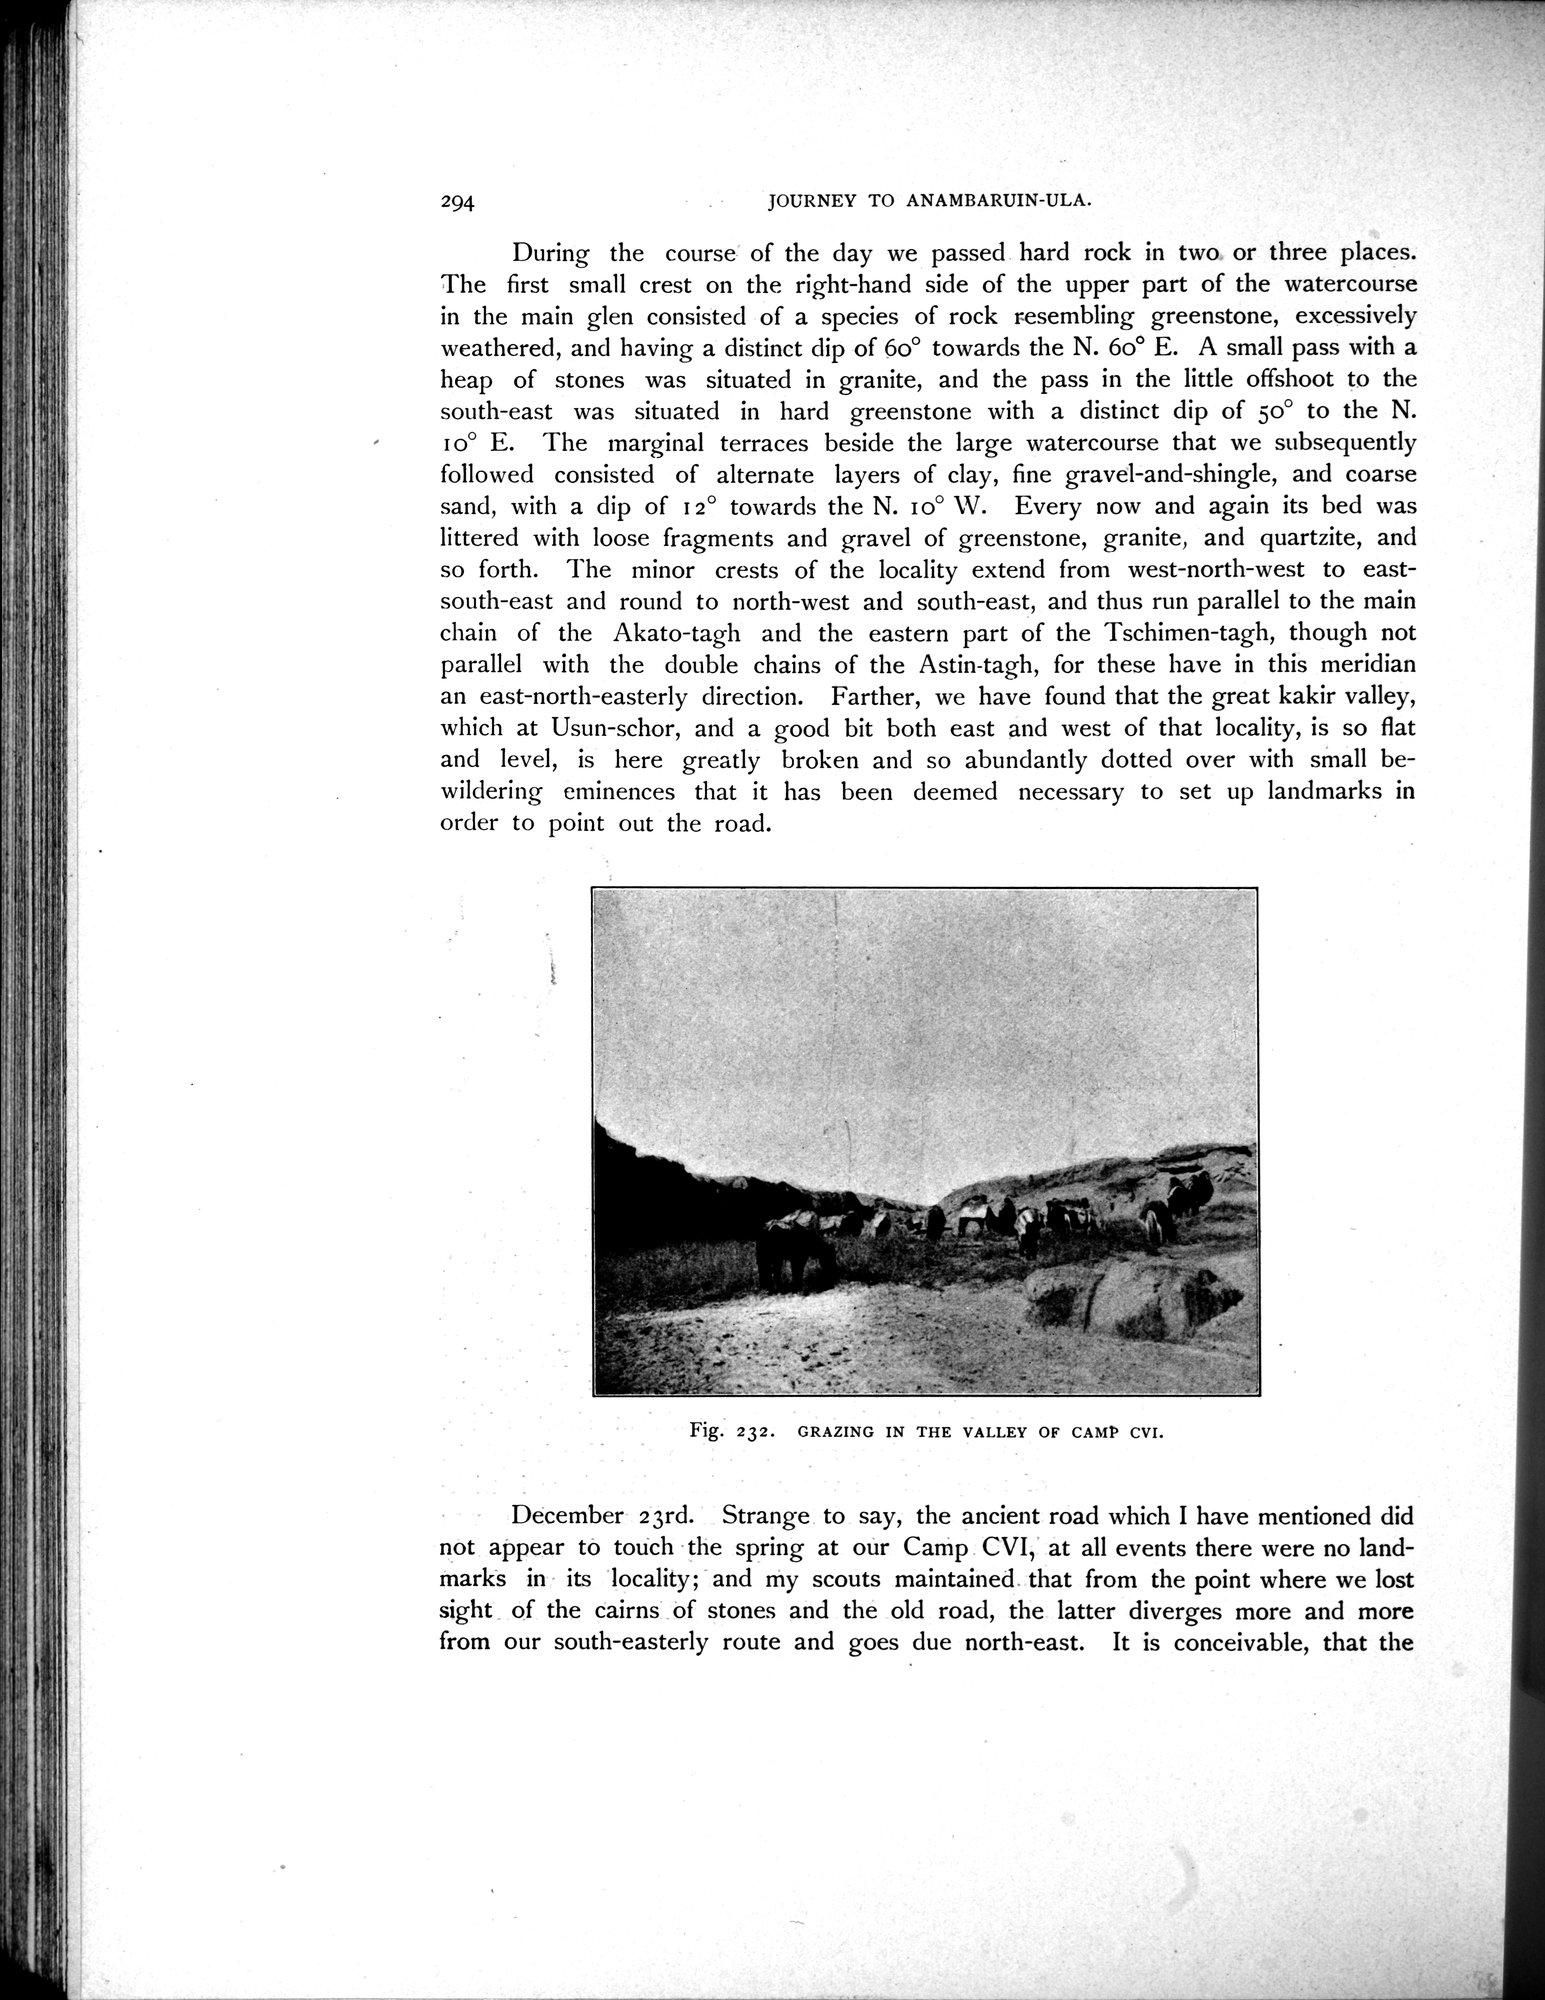 294 JOURNEY TO ANAMBARUIN-ULA.
During the course of the day we passed hard rock in two or three places.
The first small crest on the right-hand side of the upper part of the watercourse
in the main glen consisted of a species of rock resembling greenstone, excessively
weathered, and having a distinct dip of 60° towards the N. 60° E. A small pass with a
heap of stones was situated in granite, and the pass in the little offshoot to the
south-east was situated in hard greenstone with a distinct dip of 50° to the N.
10° E. The marginal terraces beside the large watercourse that we subsequently
followed consisted of alternate layers of clay, fine gravel-and-shingle, and coarse
sand, with a dip of 12° towards the N. 10° W. Every now and again its bed was
littered with loose fragments and gravel of greenstone, granite, and quartzite, and
so forth. The minor crests of the locality extend from west-north-west to east-
south-east and round to north-west and south-east, and thus run parallel to the main
chain of the Akato-tagh and the eastern part of the Tschimen-tagh, though not
parallel with the double chains of the Astin-tagh, for these have in this meridian
an east-north-easterly direction. Farther, we have found that the great kakir valley,
which at Usun-schor, and a good bit both east and west of that locality, is so flat
and level, is here greatly broken and so abundantly dotted over with small be-
wildering eminences that it has been deemed necessary to set up landmarks in
order to point out the road.
Fig. 232. GRAZING IN THE VALLEY OF CAMP CVI.
December 23rd. Strange to say, the ancient road which I have mentioned did
not appear to touch the spring at our Camp CVI, at all events there were no land-
marks in its locality; and my scouts maintained that from the point where we lost
sight of the cairns of stones and the old road, the latter diverges more and more
from our south-easterly route and goes due north-east. It is conceivable, that the